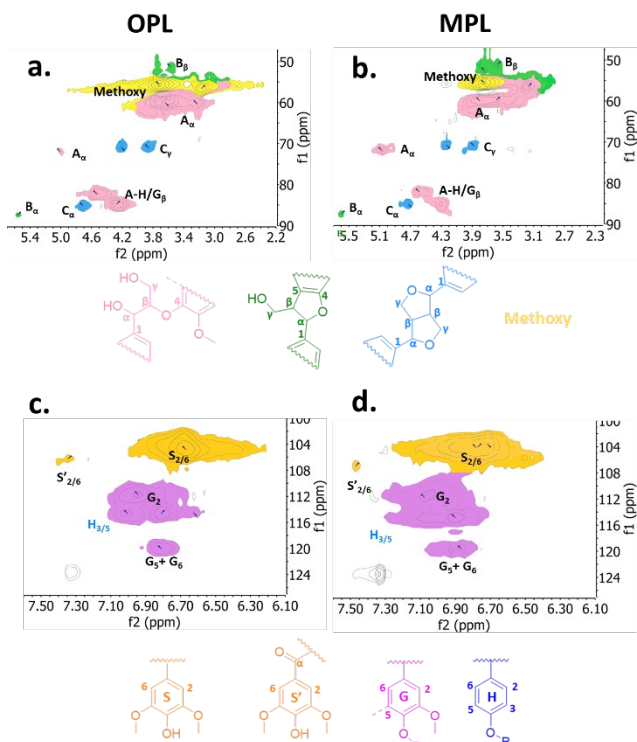 OPL MPL
a. b.
Bβ
Methoxy
Aα
Aα
Cγ
A-H/Gβ
Bα
Cα
50
60
70
80
90
f1 (ppm)
5.4 5.0 4.6 4.2 3.8 3.4 3.0 2.6 2.2
f2 (ppm)
Bβ
Methoxy
Aα
Aα
Cγ
A-H/Gβ
Bα
Cα
50
60
70
80
90
f1 (ppm)
5.5 5.1 4.7 4.3 3.9 3.5 3.1 2.7 2.3
f2 (ppm)
HO γ
HO α β O 4
O
1
5 4
O
HO β
γ α
1
O α 1
γ β
β γ
1 α O
Methoxy
c. d.
S2/6
S'2/6
G2
H3/5
G5+ G6
100
104
108
112
116
120
124
f1 (ppm)
7.50 7.30 7.10 6.90 6.70 6.50 6.30 6.10
f2 (ppm)
S2/6
S'2/6
G2
G5+ G6
100
104
108
112
116
120
124
f1 (ppm)
7.50 7.30 7.10 6.90 6.70 6.50 6.30 6.10
f2 (ppm)
6 2
S
O O
OH
O
α
6 2
S'
O O
OH
6 2
G
5
O
O
6 2
H
5 3
O
R